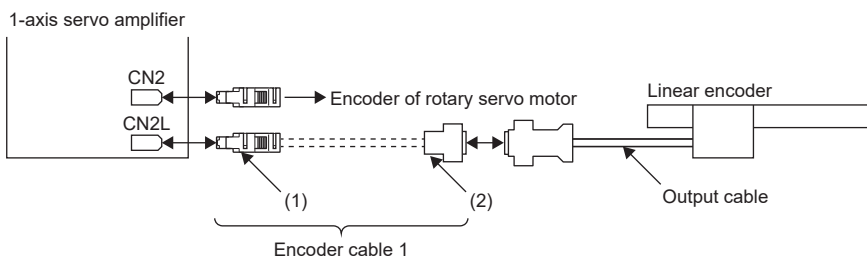 1-axis servo amplifier
CN2
Encoder of rotary servo motor
Linear encoder
CN2L
(1)
(2)
Output cable
Encoder cable 1